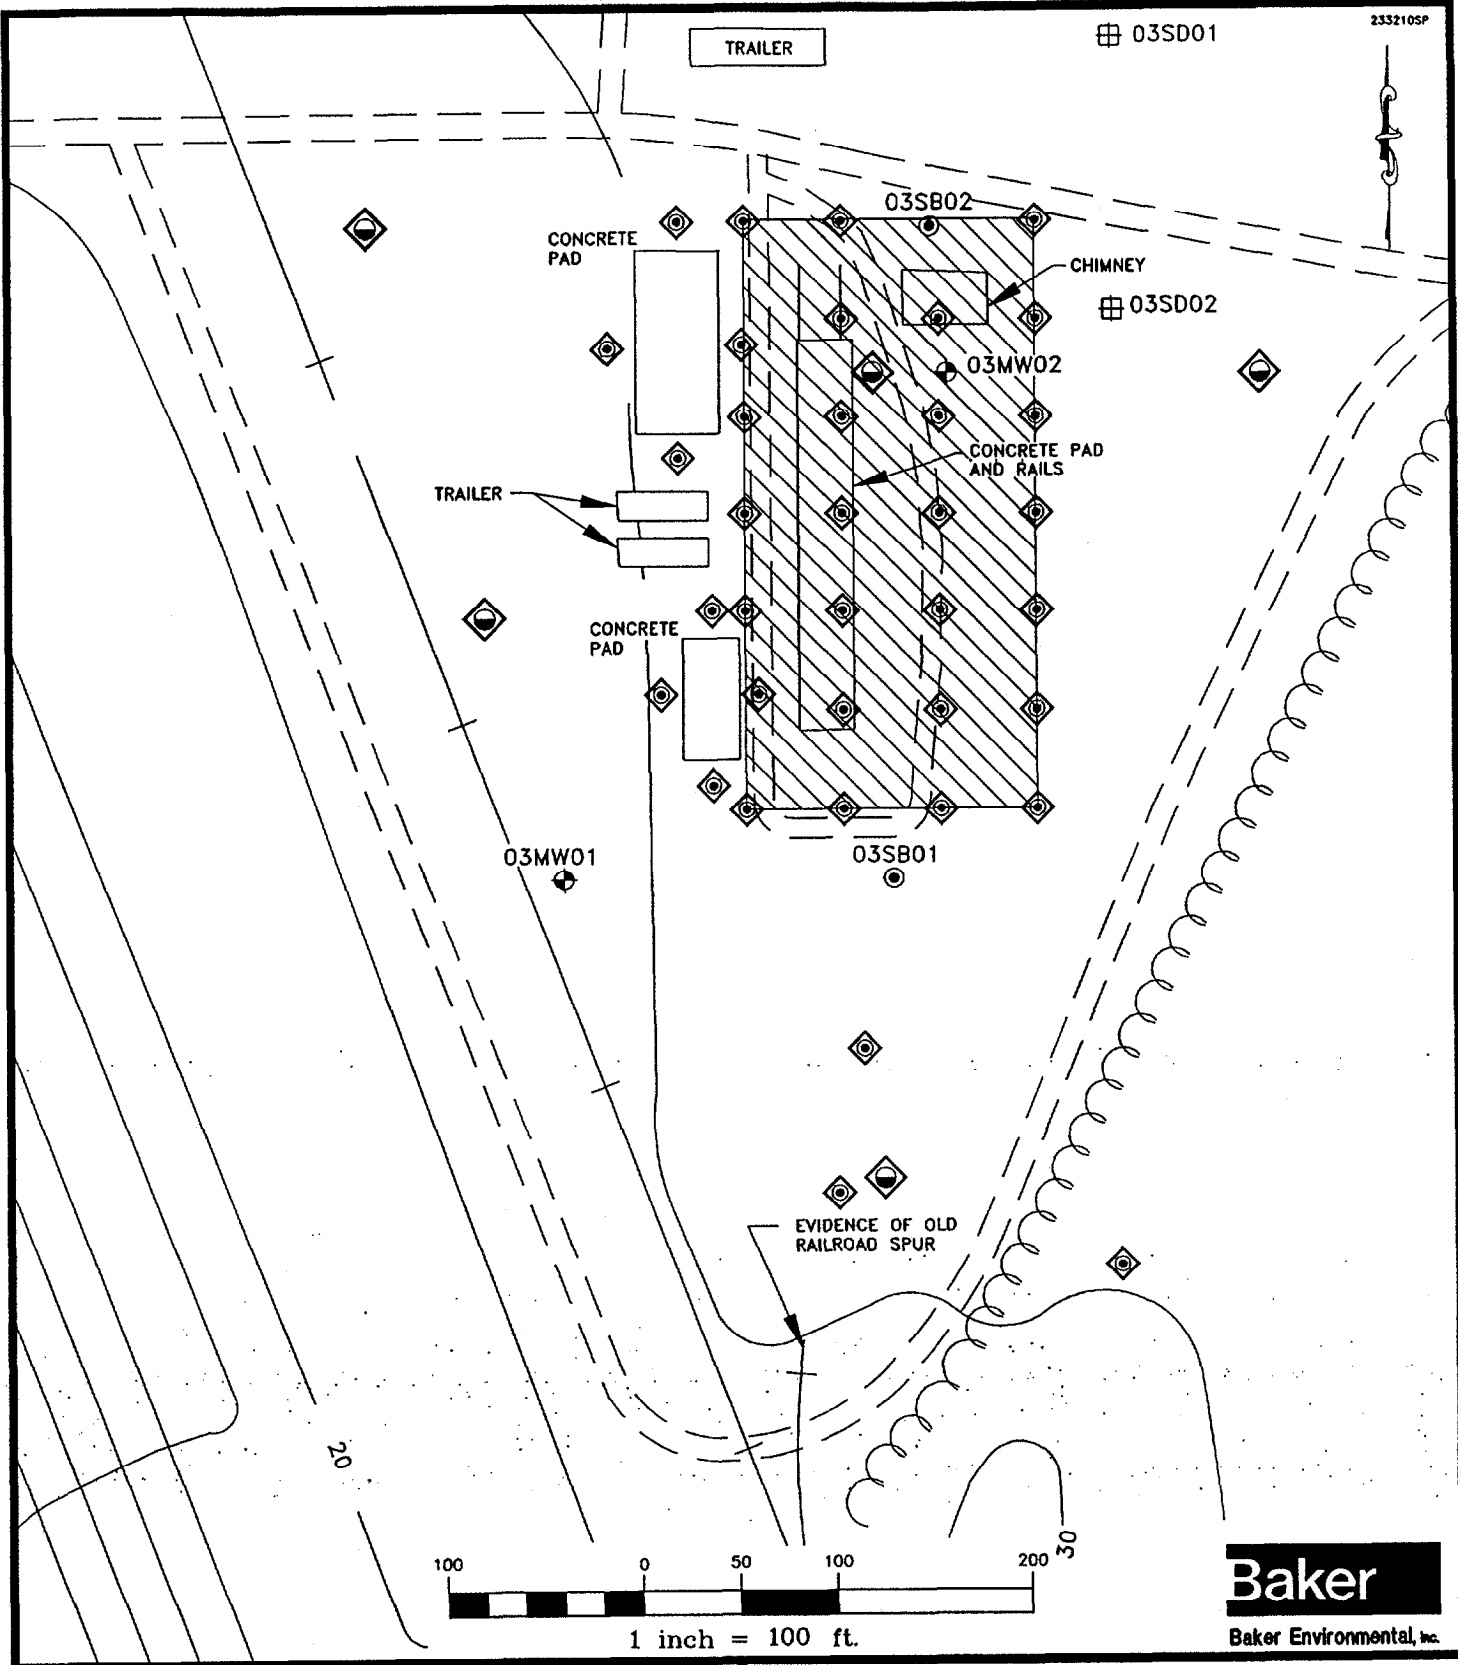 233210SP
TRAILER
03SD01
03SB02
CONCRETE
PAD
CHIMNEY
03SD02
03MW02
CONCRETE PAD
AND RAILS
TRAILER
CONCRETE
PAD
03MW01
03SB01
EVIDENCE OF OLD
RAILROAD SPUR
20
30
100 0 50 100 200
1 inch = 100 ft.
Baker
Baker Environmental, Inc.